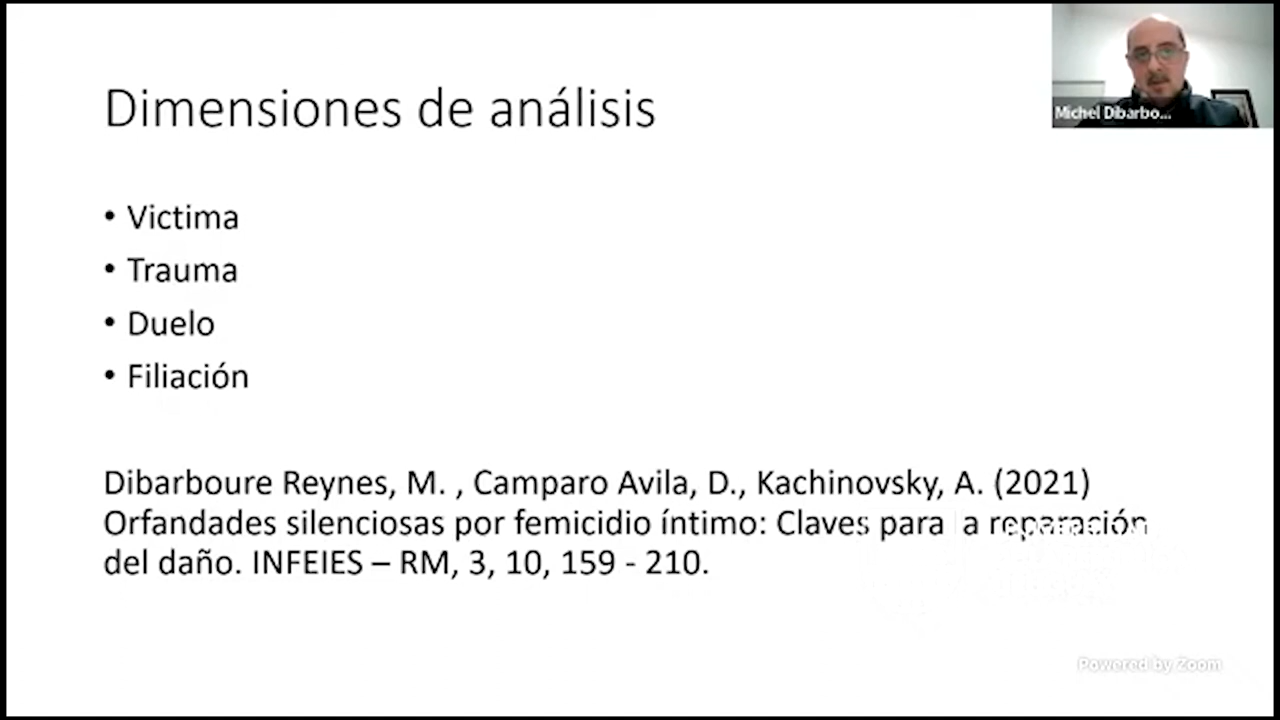 Dimensiones de análisis
Michel Dibarbo...
• Victima
• Trauma
• Duelo
• Filiación
Dibarboure Reynes, M. , Camparo Avila, D., Kachinovsky, A. (2021)
Orfandades silenciosas por femicidio íntimo: Claves para a reparación
del daño. INFEIES – RM, 3, 10, 159 - 210.
Powered by Zoom